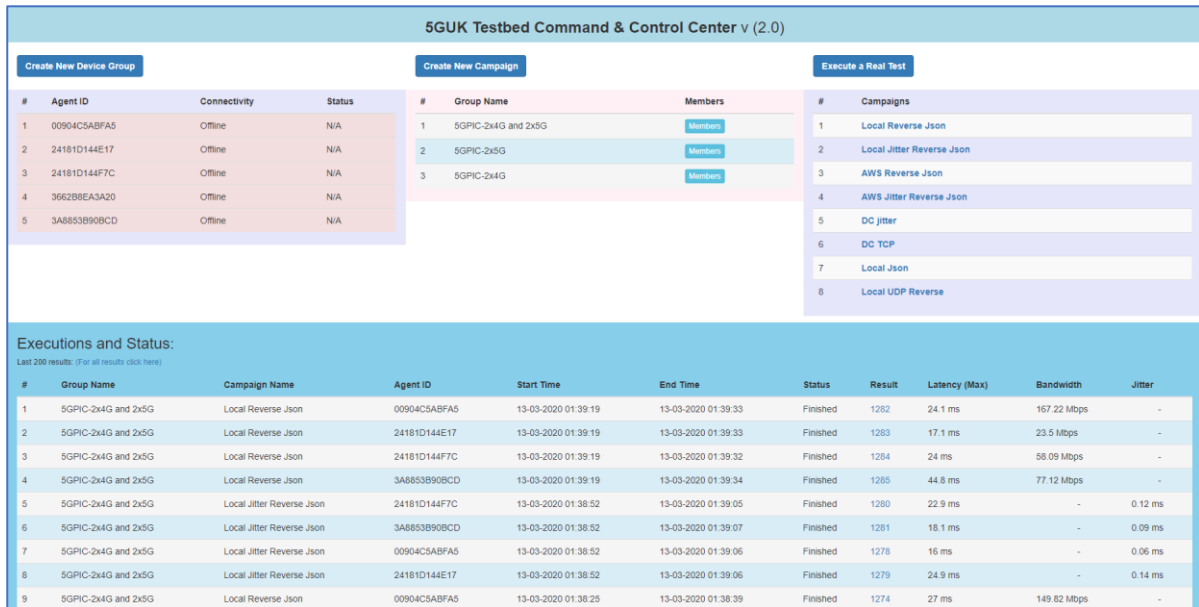 5GUK Testbed Command & Control Center v (2.0)
Create New Device Group
# Agent ID Connectivity Status
1 00904C5ABFA5 Offline N/A
2 24181D144E17 Offline N/A
3 24181D144F7C Offline N/A
4 3662B8EA3A20 Offline N/A
5 3A8853B90BCD Offline N/A
Create New Campaign
# Group Name Members
1 5GPIC-2x4G and 2x5G Members
2 5GPIC-2x5G Members
3 5GPIC-2x4G Members
Execute a Real Test
# Campaigns
1 Local Reverse Json
2 Local Jitter Reverse Json
3 AWS Reverse Json
4 AWS Jitter Reverse Json
5 DC jitter
6 DC TCP
7 Local Json
8 Local UDP Reverse
Executions and Status:
Last 200 results: (For all results click here)
# Group Name Campaign Name Agent ID Start Time End Time Status Result Latency (Max) Bandwidth Jitter
1 5GPIC-2x4G and 2x5G Local Reverse Json 00904C5ABFA5 13-03-2020 01:39:19 13-03-2020 01:39:33 Finished 1282 24.1 ms 167.22 Mbps -
2 5GPIC-2x4G and 2x5G Local Reverse Json 24181D144E17 13-03-2020 01:39:19 13-03-2020 01:39:33 Finished 1283 17.1 ms 23.5 Mbps -
3 5GPIC-2x4G and 2x5G Local Reverse Json 24181D144F7C 13-03-2020 01:39:19 13-03-2020 01:39:32 Finished 1284 24 ms 58.09 Mbps -
4 5GPIC-2x4G and 2x5G Local Reverse Json 3A8853B90BCD 13-03-2020 01:39:19 13-03-2020 01:39:34 Finished 1285 44.8 ms 77.12 Mbps -
5 5GPIC-2x4G and 2x5G Local Jitter Reverse Json 24181D144F7C 13-03-2020 01:38:52 13-03-2020 01:39:05 Finished 1280 22.9 ms - 0.12 ms
6 5GPIC-2x4G and 2x5G Local Jitter Reverse Json 3A8853B90BCD 13-03-2020 01:38:52 13-03-2020 01:39:07 Finished 1281 18.1 ms - 0.09 ms
7 5GPIC-2x4G and 2x5G Local Jitter Reverse Json 00904C5ABFA5 13-03-2020 01:38:52 13-03-2020 01:39:06 Finished 1278 16 ms - 0.06 ms
8 5GPIC-2x4G and 2x5G Local Jitter Reverse Json 24181D144E17 13-03-2020 01:38:52 13-03-2020 01:39:06 Finished 1279 24.9 ms - 0.14 ms
9 5GPIC-2x4G and 2x5G Local Reverse Json 00904C5ABFA5 13-03-2020 01:38:25 13-03-2020 01:38:39 Finished 1274 27 ms 149.82 Mbps -